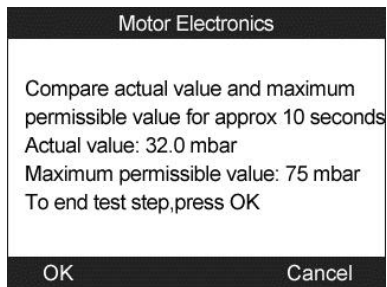 Motor Electronics
Compare actual value and maximum
permissible value for approx 10 seconds
Actual value: 32.0 mbar
Maximum permissible value: 75 mbar
To end test step,press OK
OK Cancel